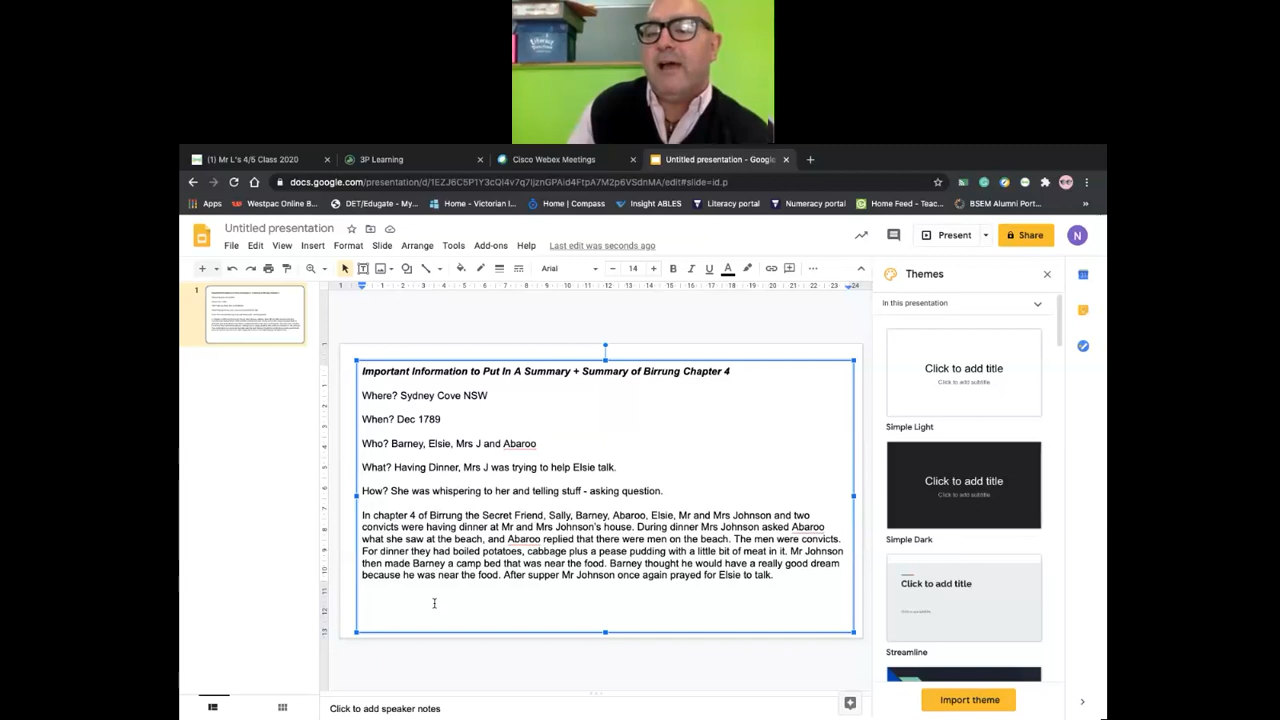 (1) Mr L's 4/5 Class 2020
3P Learning
Cisco Webex Meetings
Untitled presentation - Google
docs.google.com/presentation/d/1EZJ6C5P1Y3cQl4v7q7IjznGPAid4FtpA7M2p6VSdnMA/edit#slide=id.p
Apps
Westpac Online B...
DET/Edugate - My...
Home - Victorian I...
Home | Compass
Insight ABLES
Literacy portal
Numeracy portal
Home Feed - Teac...
BSEM Alumni Port...
Untitled presentation
File Edit View Insert Format Slide Arrange Tools Add-ons Help Last edit was seconds ago
Present
Share
N
Arial
14
B I U A
Themes
In this presentation
1
Important Information to Put In A Summary + Summary of Birrung Chapter 4
Where? Sydney Cove NSW
When? Dec 1789
Who? Barney, Elsie, Mrs J and Abaroo
What? Having Dinner, Mrs J was trying to help Elsie talk.
How? She was whispering to her and telling stuff - asking question.
In chapter 4 of Birrung the Secret Friend, Sally, Barney, Abaroo, Elsie, Mr and Mrs Johnson and two
convicts were having dinner at Mr and Mrs Johnson's house. During dinner Mrs Johnson asked Abaroo
what she saw at the beach, and Abaroo replied that there were men on the beach. The men were convicts.
For dinner they had boiled potatoes, cabbage plus a pease pudding with a little bit of meat in it. Mr Johnson
then made Barney a camp bed that was near the food. Barney thought he would have a really good dream
because he was near the food. After supper Mr Johnson once again prayed for Elsie to talk.
Click to add title
Click to add subtitle
Simple Light
Click to add title
Click to add subtitle
Simple Dark
Click to add title
Streamline
Import theme
Click to add speaker notes